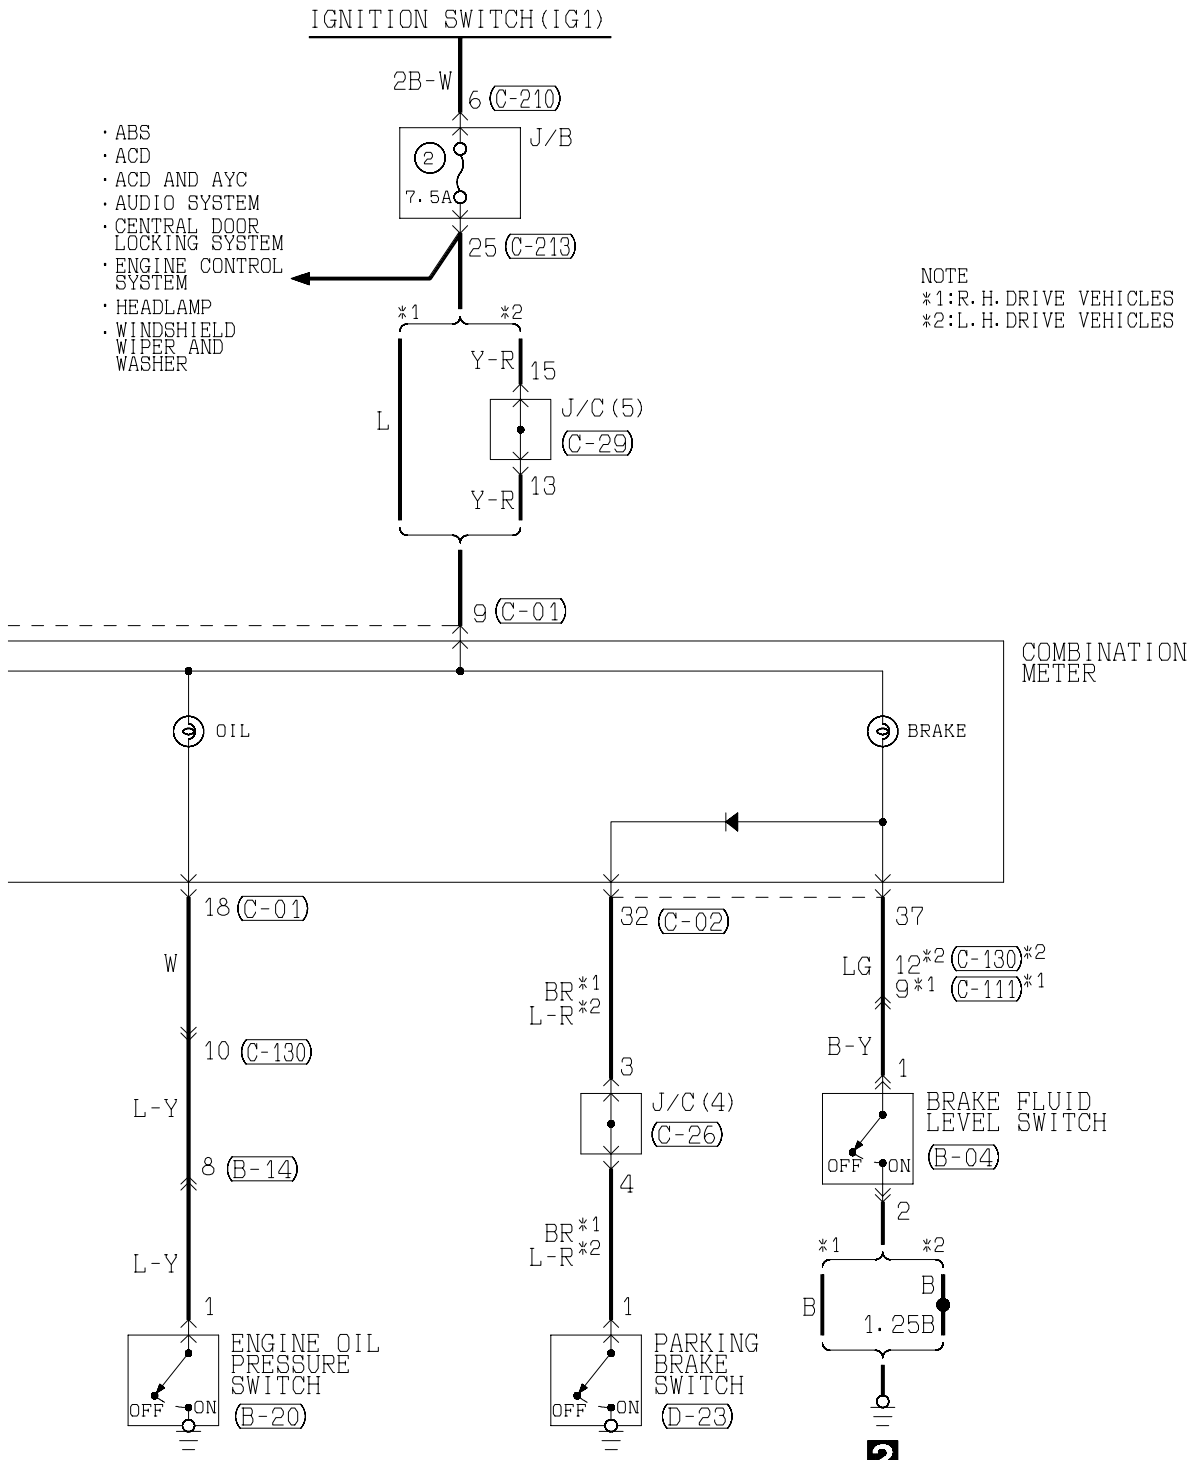 IGNITION SWITCH(IG1)
2B-W
6 (C-210)
J/B
2
7.5A
· ABS
· ACD
· ACD AND AYC
· AUDIO SYSTEM
· CENTRAL DOOR
LOCKING SYSTEM
· ENGINE CONTROL
SYSTEM
· HEADLAMP
· WINDSHIELD
WIPER AND
WASHER
25 (C-213)
NOTE
*1:R.H.DRIVE VEHICLES
*2:L.H.DRIVE VEHICLES
*1 *2
Y-R 15
L
J/C(5)
C-29
Y-R 13
9 (C-01)
COMBINATION
METER
OIL
BRAKE
18 (C-01)
32 (C-02)
37
W
LG
12*2 (C-130)*2
9*1 (C-111)*1
BR*1
L-R*2
10 (C-130)
B-Y
3
1
L-Y
J/C(4)
C-26
BRAKE FLUID
LEVEL SWITCH
B-04
OFF ON
8 (B-14)
4
2
BR*1
L-R*2
L-Y
*1 *2
B
B
1.25B
1
1
ENGINE OIL
PRESSURE
SWITCH
B-20
OFF ON
PARKING
BRAKE
SWITCH
D-23
OFF ON
2